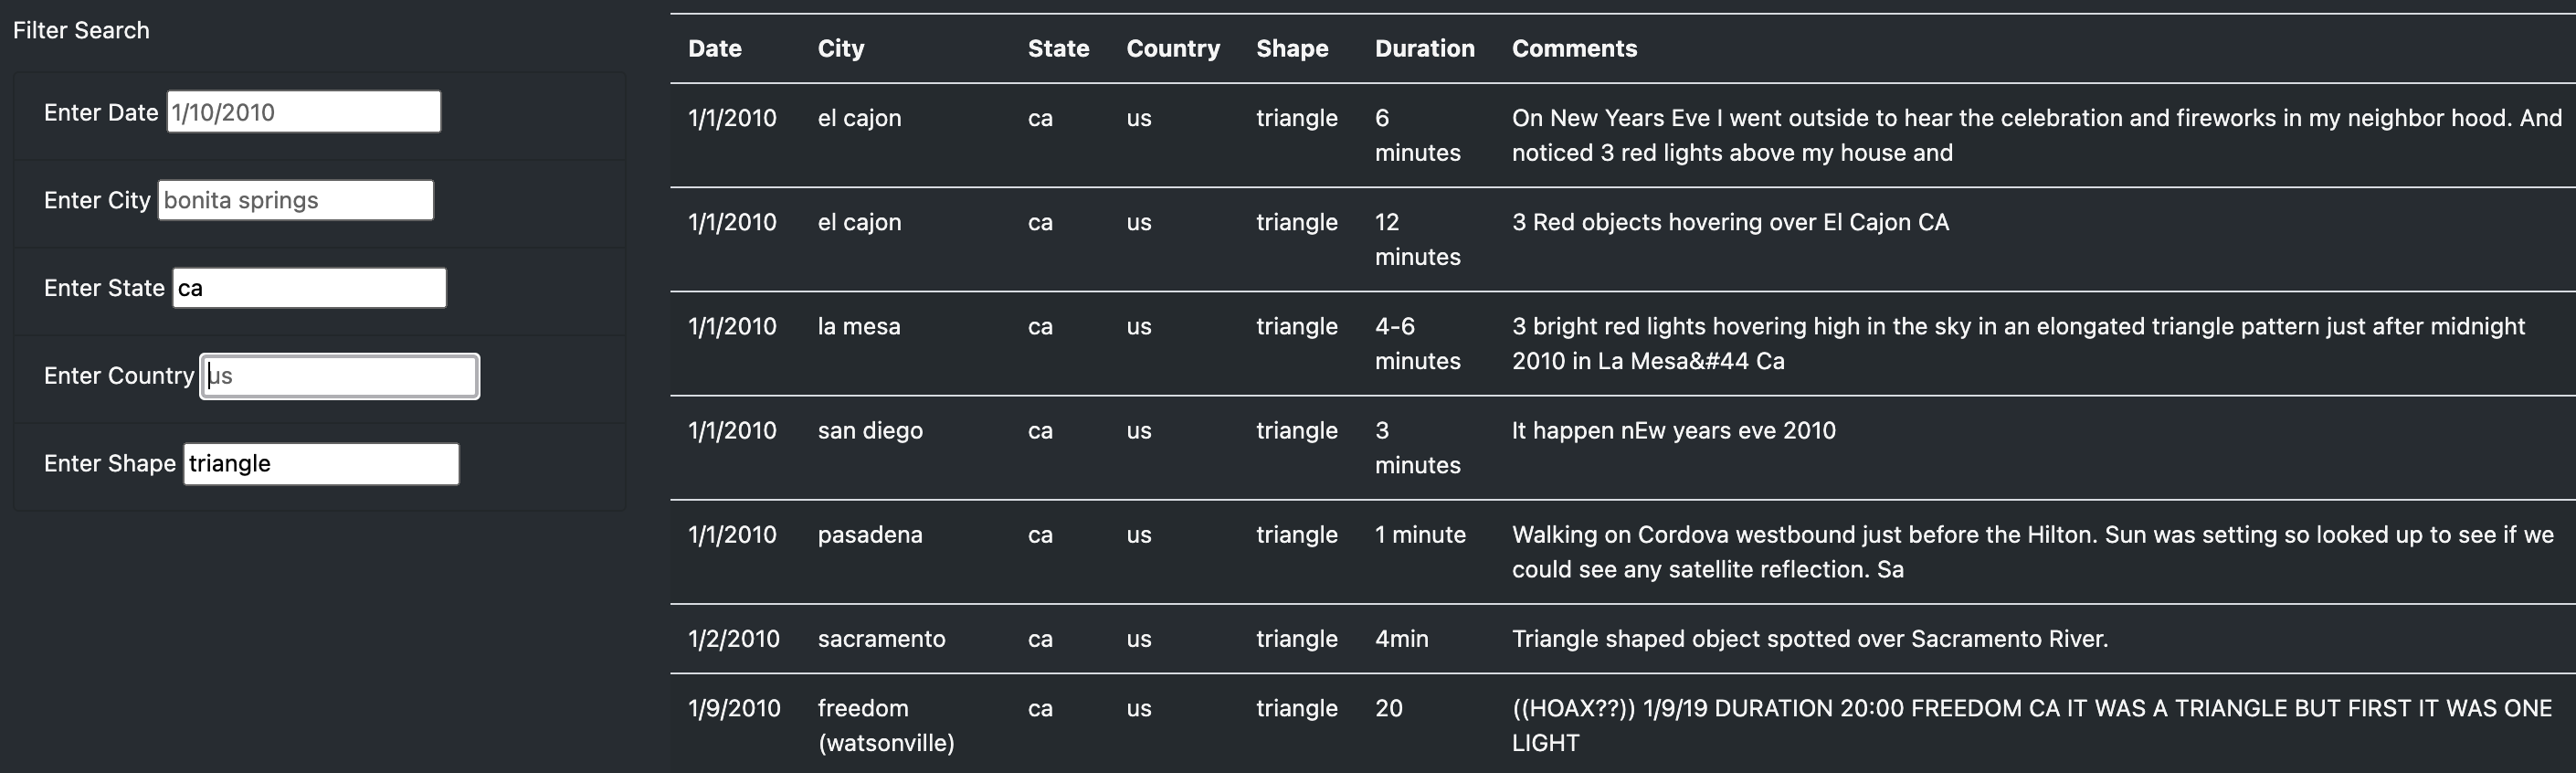 Filter Search
Enter Date 1/10/2010
Enter City bonita springs
Enter State ca
Enter Country us
Enter Shape triangle
Date City State Country Shape Duration Comments
1/1/2010 el cajon ca us triangle 6 On New Years Eve I went outside to hear the celebration and fireworks in my neighbor hood. And
minutes noticed 3 red lights above my house and
1/1/2010 el cajon ca us triangle 12 3 Red objects hovering over El Cajon CA
minutes
1/1/2010 la mesa ca us triangle 4-6 3 bright red lights hovering high in the sky in an elongated triangle pattern just after midnight
minutes 2010 in La Mesa&#44 Ca
1/1/2010 san diego ca us triangle 3 It happen nEw years eve 2010
minutes
1/1/2010 pasadena ca us triangle 1 minute Walking on Cordova westbound just before the Hilton. Sun was setting so looked up to see if we
could see any satellite reflection. Sa
1/2/2010 sacramento ca us triangle 4min Triangle shaped object spotted over Sacramento River.
1/9/2010 freedom ca us triangle 20 ((HOAX??)) 1/9/19 DURATION 20:00 FREEDOM CA IT WAS A TRIANGLE BUT FIRST IT WAS ONE
(watsonville) LIGHT